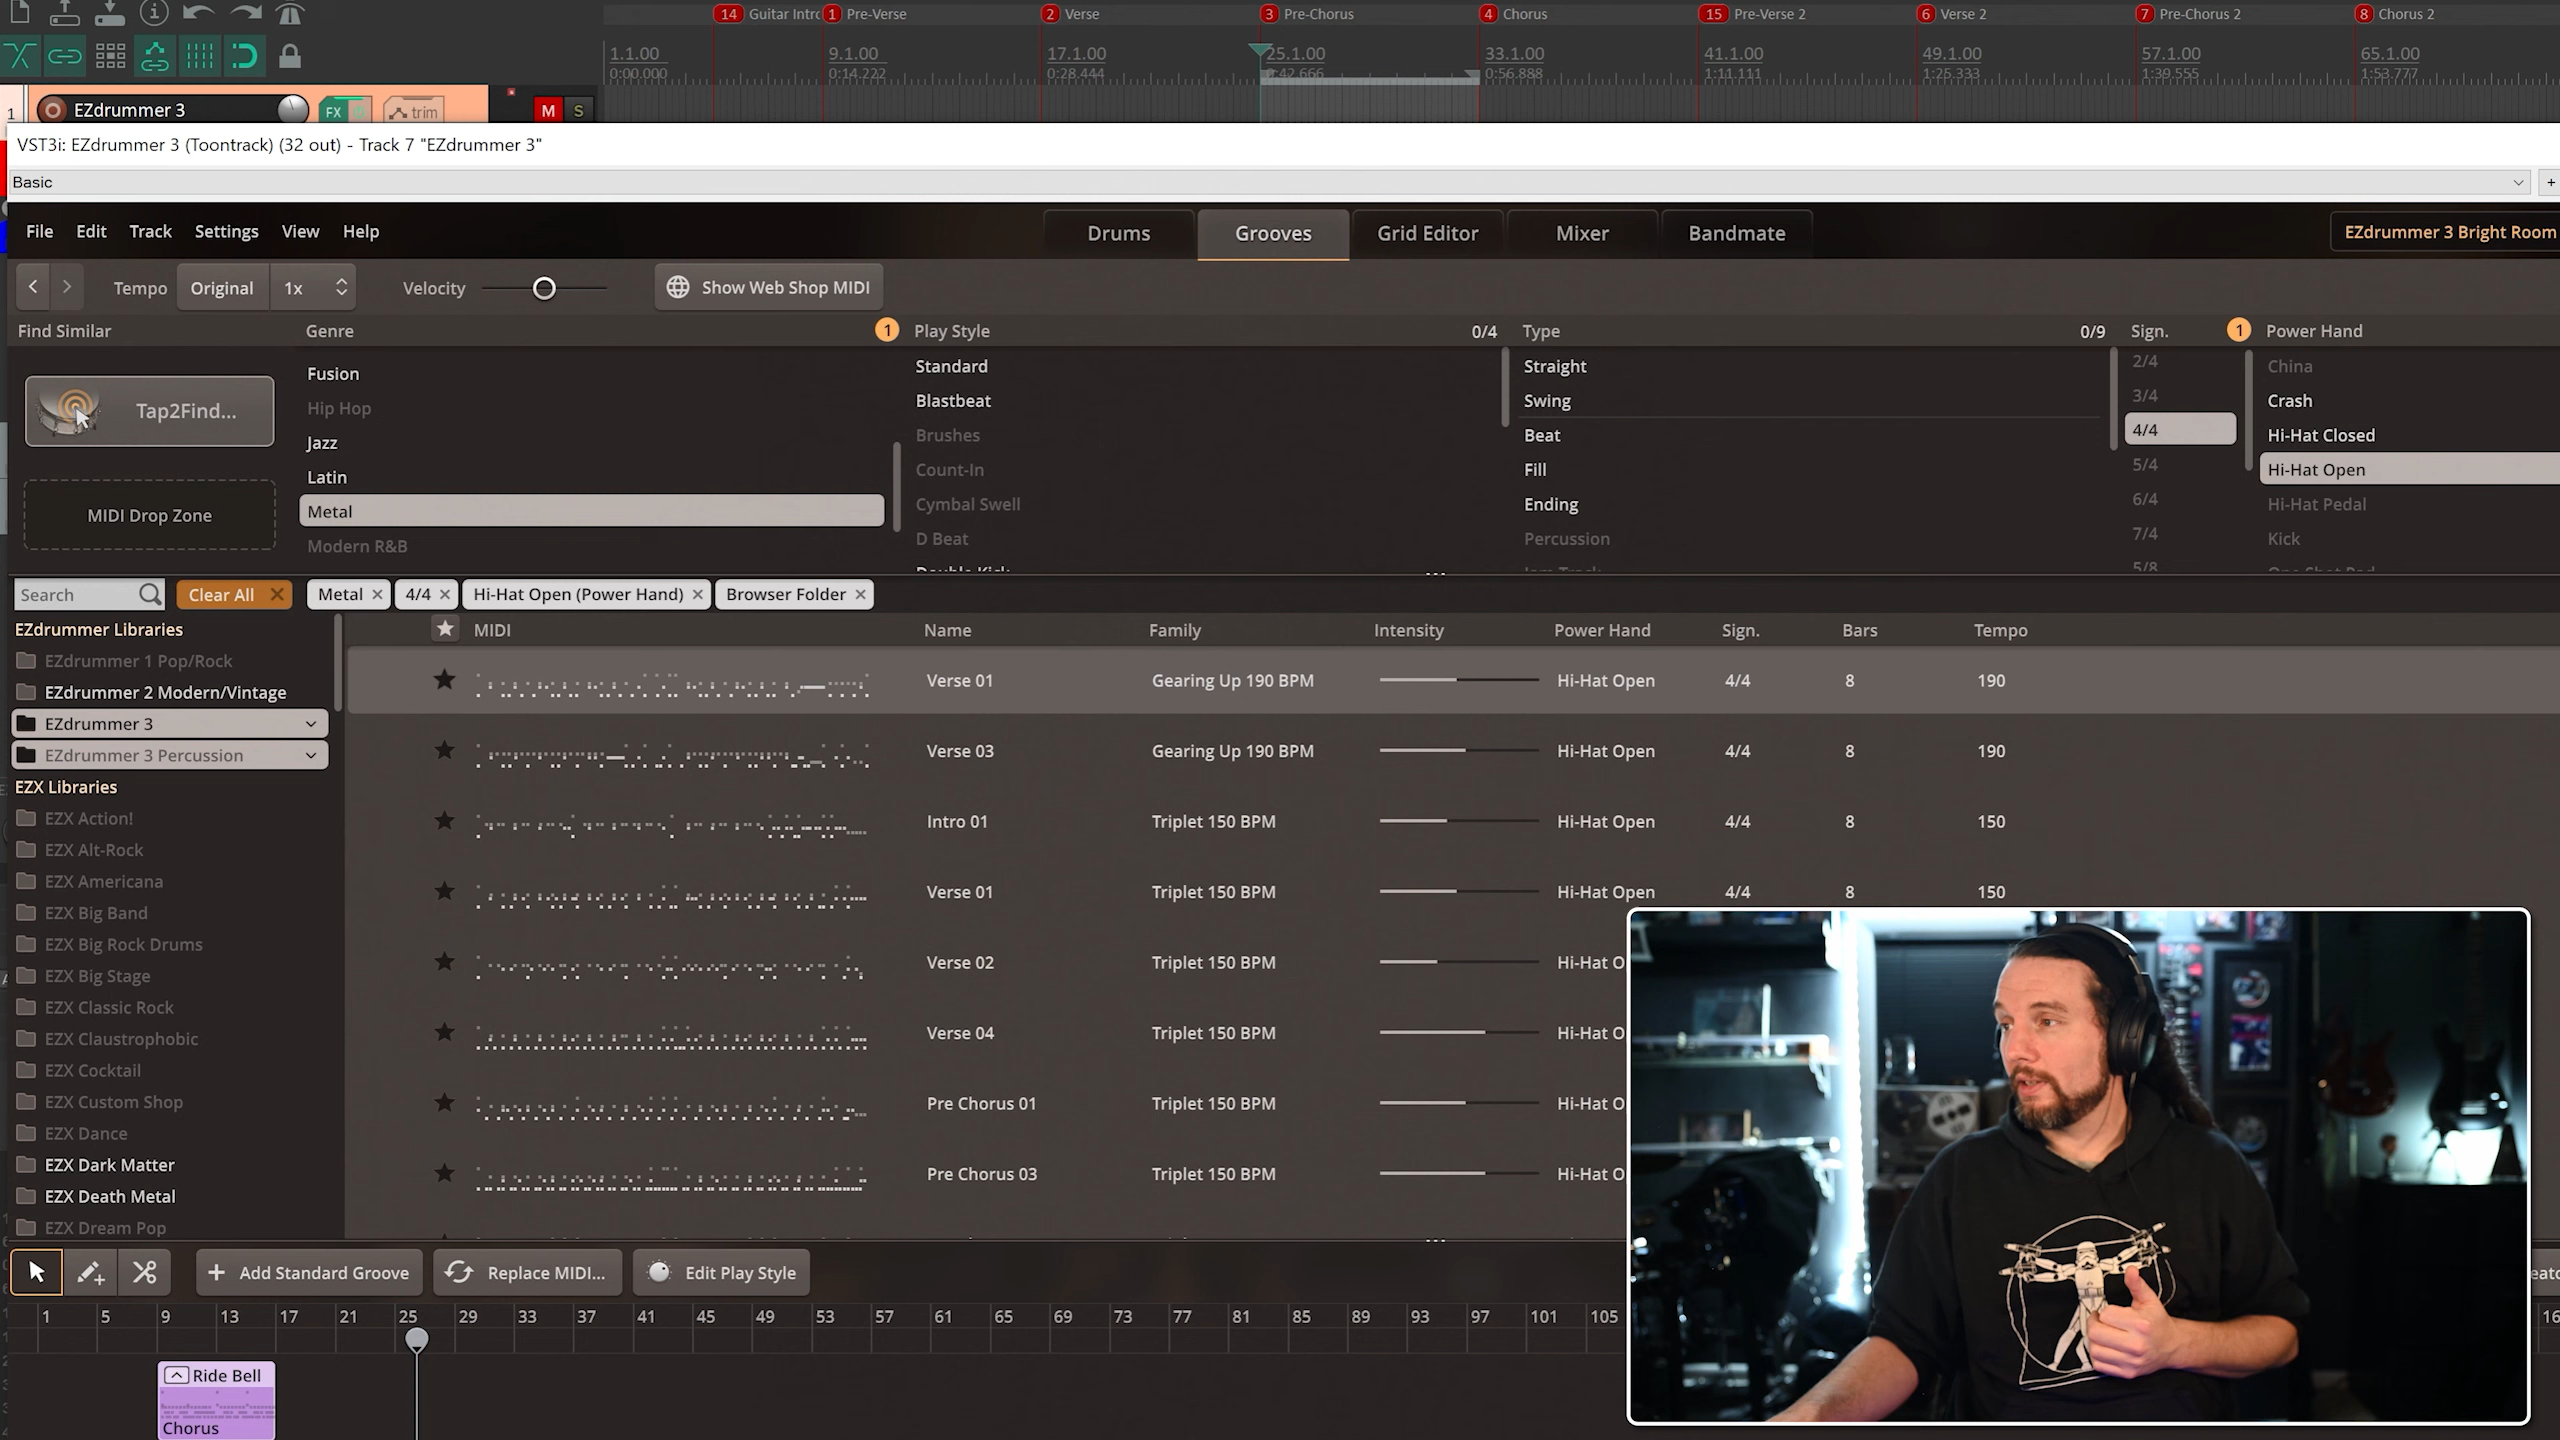 14 Guitar Intro
1 Pre-Verse
2 Verse
3 Pre-Chorus
4 Chorus
15 Pre-Verse 2
6 Verse 2
7 Pre-Chorus 2
8 Chorus 2
1.1.00 9.1.00 17.1.00 25.1.00 33.1.00 41.1.00 49.1.00 57.1.00 65.1.00
0:00.000 0:14.222 0:28.444 0:42.666 0:56.888 1:11.111 1:25.333 1:39.555 1:53.777
1 EZdrummer 3 FX trim M S
VST3i: EZdrummer 3 (Toontrack) (32 out) - Track 7 "EZdrummer 3"
Basic +
File Edit Track Settings View Help Drums Grooves Grid Editor Mixer Bandmate EZdrummer 3 Bright Room
Tempo Original 1x Velocity Show Web Shop MIDI
Find Similar Genre 1 Play Style 0/4 Type 0/9 Sign. 1 Power Hand
Tap2Find...
MIDI Drop Zone
Fusion
Hip Hop
Jazz
Latin
Metal
Modern R&B
Standard
Blastbeat
Brushes
Count-In
Cymbal Swell
D Beat
Double Kick
Straight
Swing
Beat
Fill
Ending
Percussion
2/4
3/4
4/4
5/4
6/4
7/4
5/8
China
Crash
Hi-Hat Closed
Hi-Hat Open
Hi-Hat Pedal
Kick
Search Clear All Metal 4/4 Hi-Hat Open (Power Hand) Browser Folder
EZdrummer Libraries
EZdrummer 1 Pop/Rock
EZdrummer 2 Modern/Vintage
EZdrummer 3
EZdrummer 3 Percussion
EZX Libraries
EZX Action!
EZX Alt-Rock
EZX Americana
EZX Big Band
EZX Big Rock Drums
EZX Big Stage
EZX Classic Rock
EZX Claustrophobic
EZX Cocktail
EZX Custom Shop
EZX Dance
EZX Dark Matter
EZX Death Metal
EZX Dream Pop
MIDI Name Family Intensity Power Hand Sign. Bars Tempo
Verse 01 Gearing Up 190 BPM Hi-Hat Open 4/4 8 190
Verse 03 Gearing Up 190 BPM Hi-Hat Open 4/4 8 190
Intro 01 Triplet 150 BPM Hi-Hat Open 4/4 8 150
Verse 01 Triplet 150 BPM Hi-Hat Open 4/4 8 150
Verse 02 Triplet 150 BPM Hi-Hat O
Verse 04 Triplet 150 BPM Hi-Hat O
Pre Chorus 01 Triplet 150 BPM Hi-Hat O
Pre Chorus 03 Triplet 150 BPM Hi-Hat O
+ Add Standard Groove Replace MIDI... Edit Play Style
1 5 9 13 17 21 25 29 33 37 41 45 49 53 57 61 65 69 73 77 81 85 89 93 97 101 105
Ride Bell
Chorus